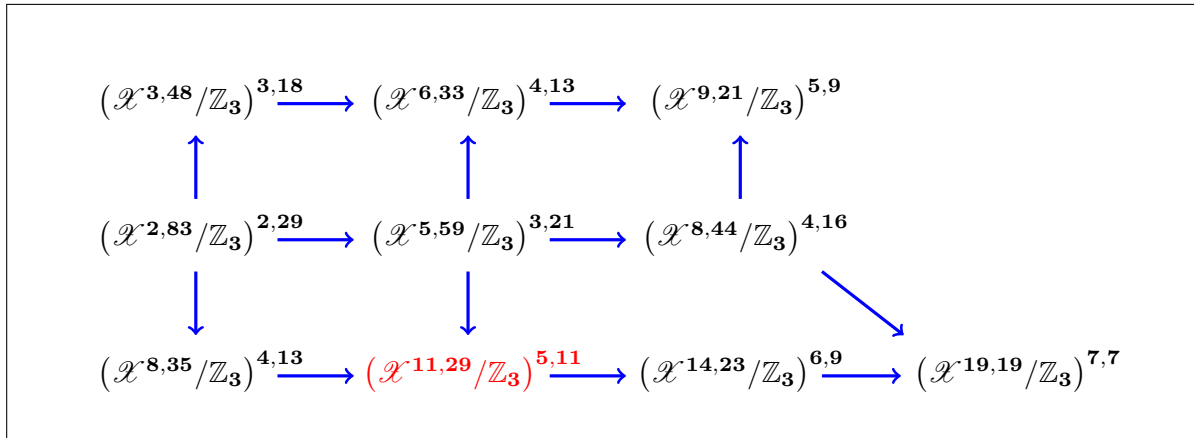 (𝒳^{3,48}/ℤ_3)^{3,18} → (𝒳^{6,33}/ℤ_3)^{4,13} → (𝒳^{9,21}/ℤ_3)^{5,9}
(𝒳^{2,83}/ℤ_3)^{2,29} → (𝒳^{5,59}/ℤ_3)^{3,21} → (𝒳^{8,44}/ℤ_3)^{4,16}
(𝒳^{8,35}/ℤ_3)^{4,13} → (𝒳^{11,29}/ℤ_3)^{5,11} → (𝒳^{14,23}/ℤ_3)^{6,9} → (𝒳^{19,19}/ℤ_3)^{7,7}